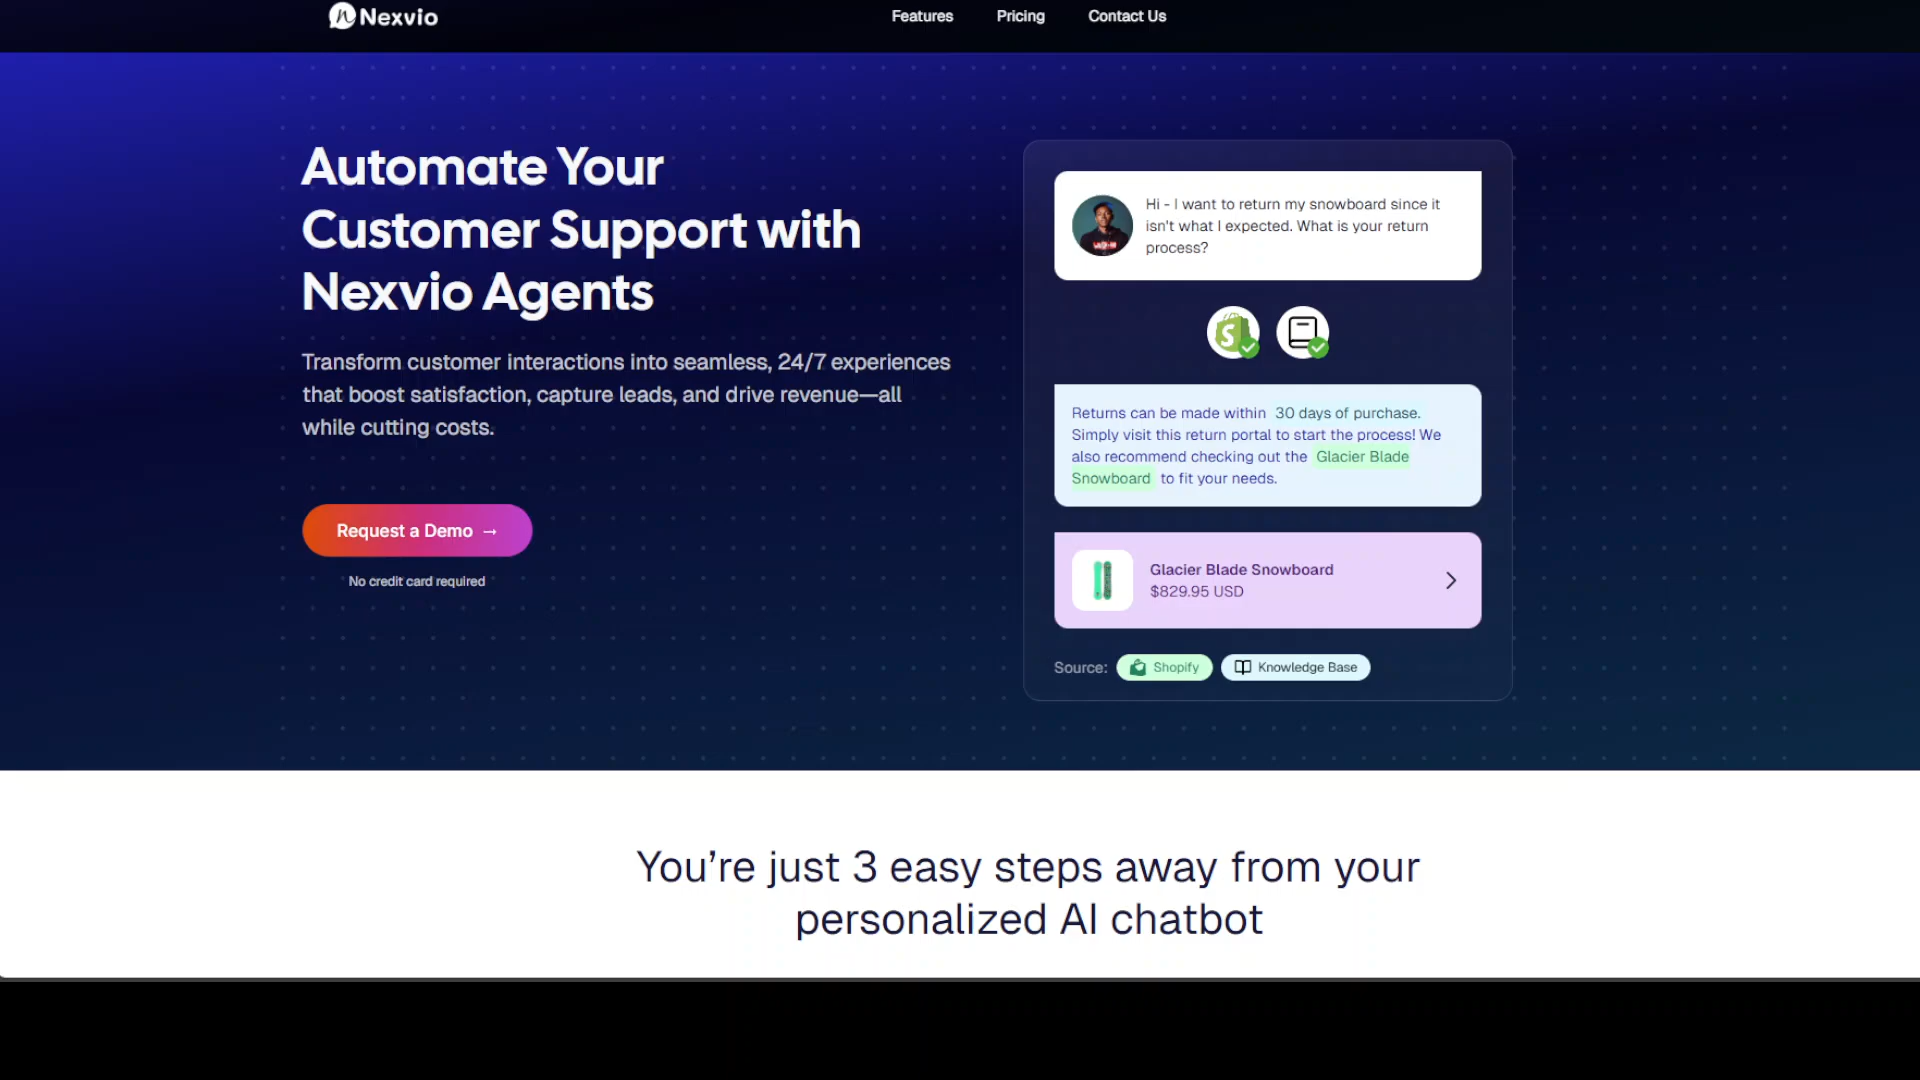 Nexvio
Features
Pricing
Contact Us
Automate Your
Customer Support with
Nexvio Agents
Transform customer interactions into seamless, 24/7 experiences
that boost satisfaction, capture leads, and drive revenue—all
while cutting costs.
Request a Demo →
No credit card required
Hi - I want to return my snowboard since it
isn't what I expected. What is your return
process?
Returns can be made within 30 days of purchase.
Simply visit this return portal to start the process! We
also recommend checking out the Glacier Blade
Snowboard to fit your needs.
Glacier Blade Snowboard
$829.95 USD
Source: Shopify Knowledge Base
You’re just 3 easy steps away from your
personalized AI chatbot